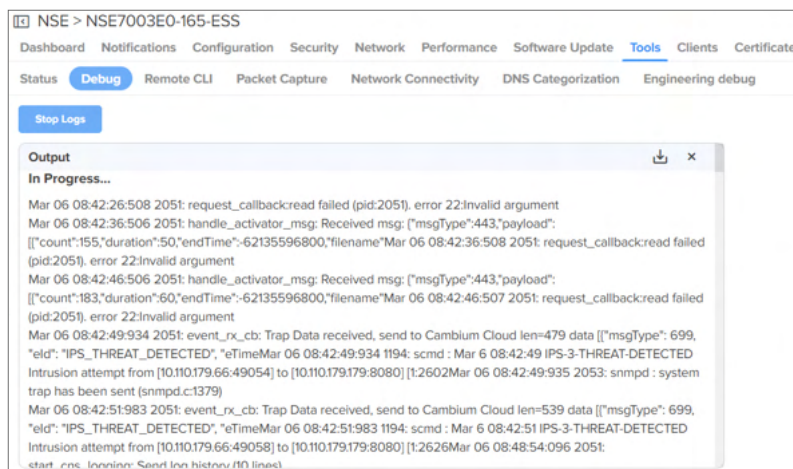 NSE > NSE7003E0-165-ESS
Dashboard Notifications Configuration Security Network Performance Software Update Tools Clients Certificate
Status Debug Remote CLI Packet Capture Network Connectivity DNS Categorization Engineering debug
Stop Logs
Output
In Progress...
Mar 06 08:42:26:508 2051: request_callback:read failed (pid:2051). error 22:Invalid argument
Mar 06 08:42:36:506 2051: handle_activator_msg: Received msg: {"msgType":443,"payload":
[{"count":155,"duration":50,"endTime":-62135596800,"filename"Mar 06 08:42:36:508 2051: request_callback:read failed
(pid:2051). error 22:Invalid argument
Mar 06 08:42:46:506 2051: handle_activator_msg: Received msg: {"msgType":443,"payload":
[{"count":183,"duration":60,"endTime":-62135596800,"filename"Mar 06 08:42:46:507 2051: request_callback:read failed
(pid:2051). error 22:Invalid argument
Mar 06 08:42:49:934 2051: event_rx_cb: Trap Data received, send to Cambium Cloud len=479 data [{"msgType": 699,
"eId": "IPS_THREAT_DETECTED", "eTimeMar 06 08:42:49:934 1194: scmd : Mar 6 08:42:49 IPS-3-THREAT-DETECTED
Intrusion attempt from [10.110.179.66:49054] to [10.110.179.179:8080] [1:2602Mar 06 08:42:49:935 2053: snmpd : system
trap has been sent (snmpd.c:1379)
Mar 06 08:42:51:983 2051: event_rx_cb: Trap Data received, send to Cambium Cloud len=539 data [{"msgType": 699,
"eId": "IPS_THREAT_DETECTED", "eTimeMar 06 08:42:51:983 1194: scmd : Mar 6 08:42:51 IPS-3-THREAT-DETECTED
Intrusion attempt from [10.110.179.66:49058] to [10.110.179.179:8080] [1:2626Mar 06 08:48:54:096 2051:
start_cns_logging: Send log history (10 lines)